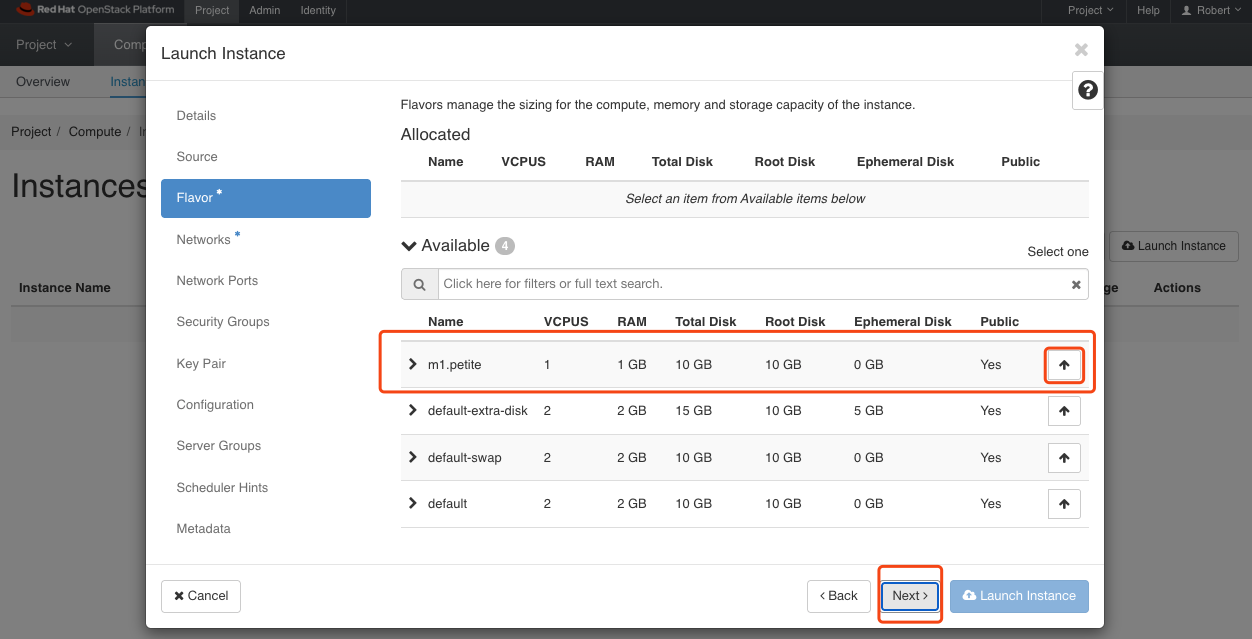 Red Hat OpenStack Platform Project Admin Identity Project Help Robert
Project Comp
Overview Instan
Project / Compute / In
Instances
Launch Instance
Instance Name ge Actions
Launch Instance
Details
Source
Flavor *
Networks *
Network Ports
Security Groups
Key Pair
Configuration
Server Groups
Scheduler Hints
Metadata
Flavors manage the sizing for the compute, memory and storage capacity of the instance.
Allocated
Name VCPUS RAM Total Disk Root Disk Ephemeral Disk Public
Select an item from Available items below
Available 4
Select one
Click here for filters or full text search.
Name VCPUS RAM Total Disk Root Disk Ephemeral Disk Public
m1.petite 1 1 GB 10 GB 10 GB 0 GB Yes
default-extra-disk 2 2 GB 15 GB 10 GB 5 GB Yes
default-swap 2 2 GB 10 GB 10 GB 0 GB Yes
default 2 2 GB 10 GB 10 GB 0 GB Yes
Cancel < Back Next > Launch Instance